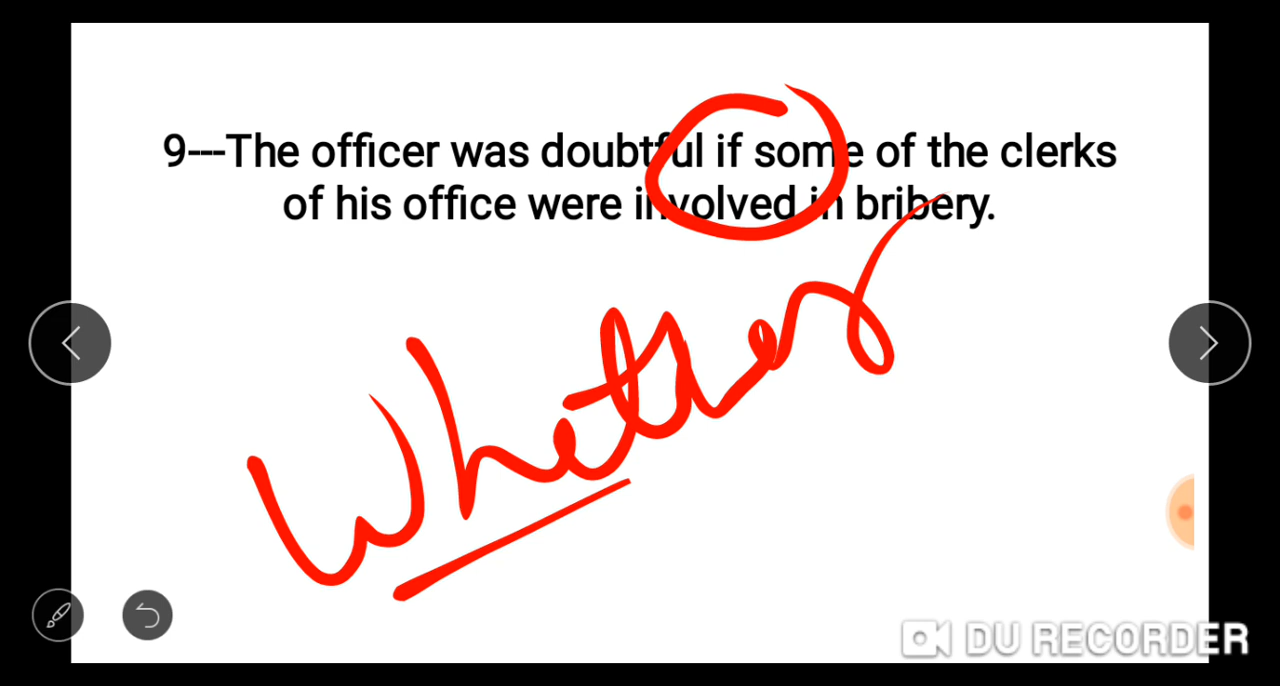 9---The officer was doubtful if some of the clerks
of his office were involved in bribery.
Whether
DU RECORDER